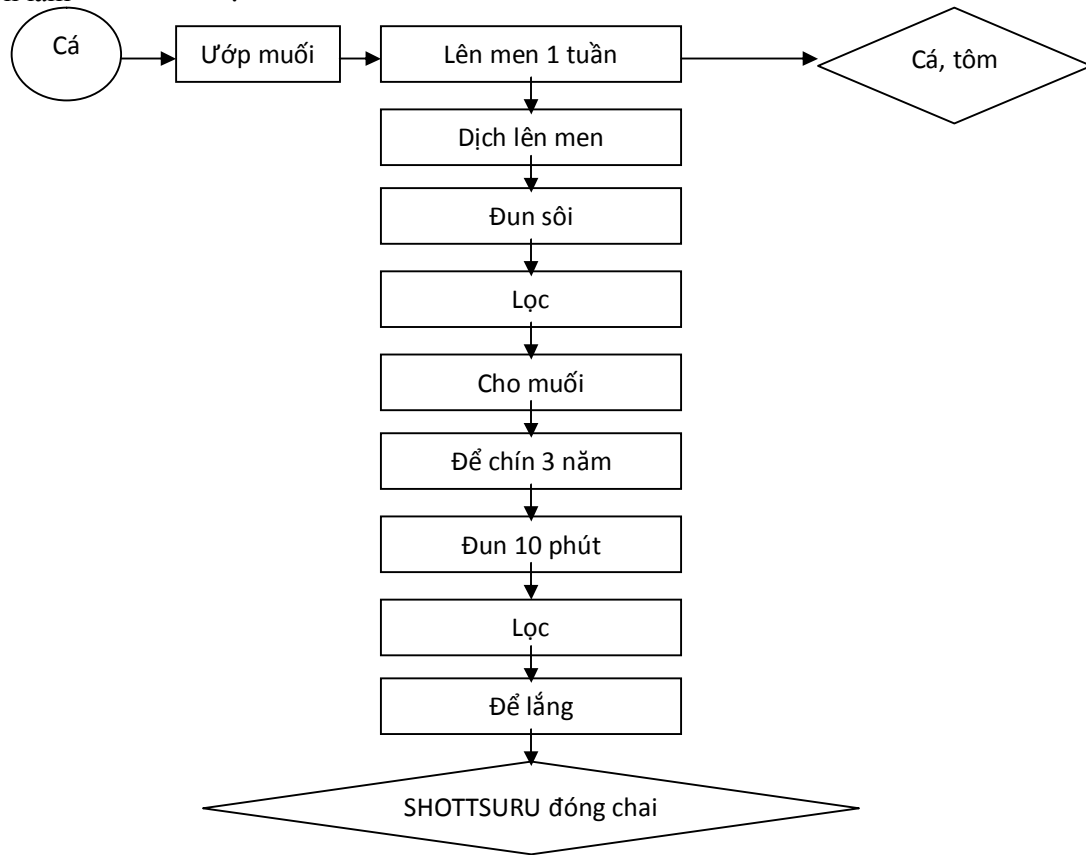 Cá
Ướp muối
Lên men 1 tuần
Cá, tôm
Dịch lên men
Đun sôi
Lọc
Cho muối
Để chín 3 năm
Đun 10 phút
Lọc
Để lắng
SHOTTSURU đóng chai